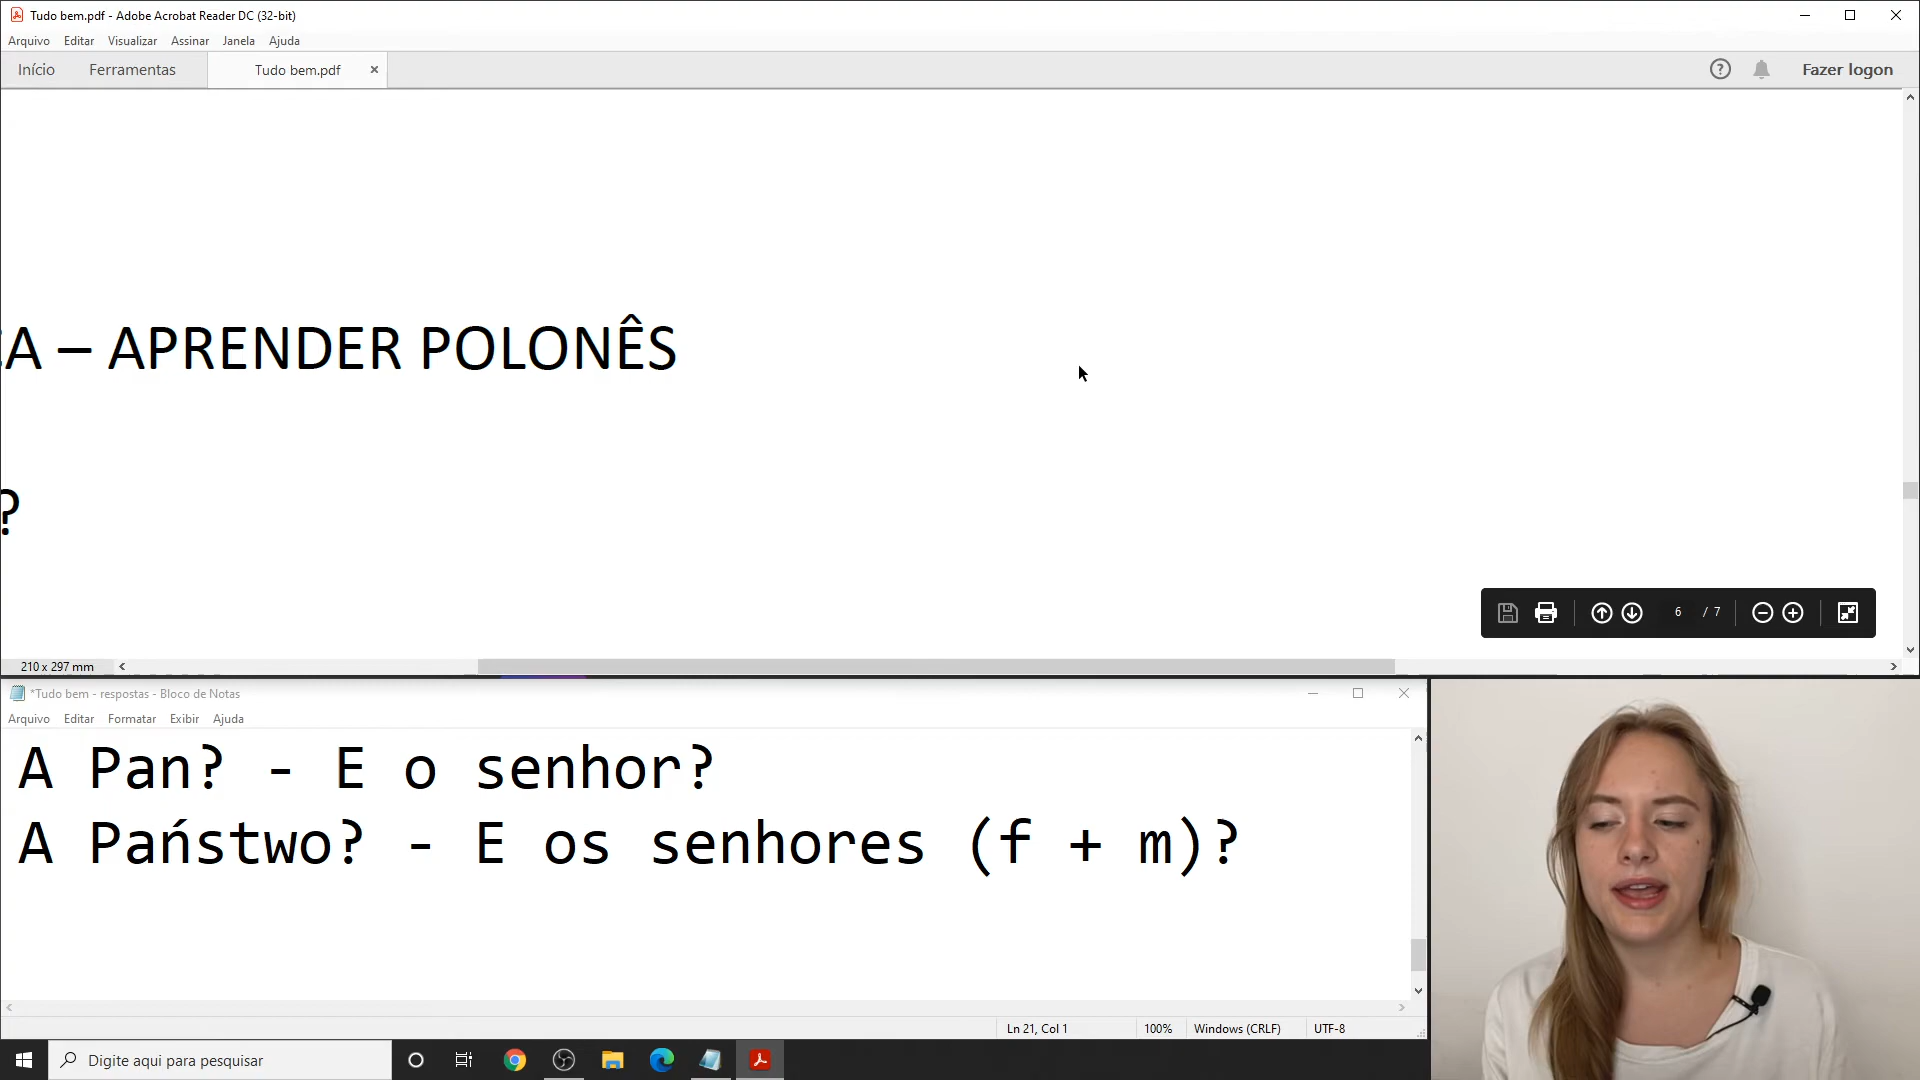 Tudo bem.pdf - Adobe Acrobat Reader DC (32-bit)
Arquivo Editar Visualizar Assinar Janela Ajuda
Início Ferramentas Tudo bem.pdf Fazer logon
A – APRENDER POLONÊS
?
6 / 7
210 x 297 mm
*Tudo bem - respostas - Bloco de Notas
Arquivo Editar Formatar Exibir Ajuda
A Pan? - E o senhor?
A Państwo? - E os senhores (f + m)?
Ln 21, Col 1 100% Windows (CRLF) UTF-8
Digite aqui para pesquisar